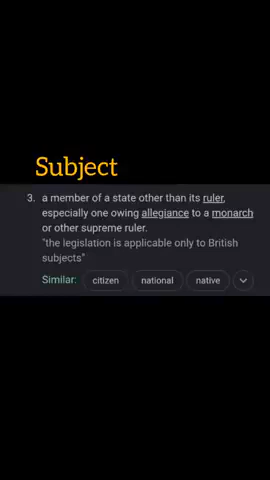 Subject
3. a member of a state other than its ruler,
especially one owing allegiance to a monarch
or other supreme ruler.
"the legislation is applicable only to British
subjects"
Similar: citizen national native